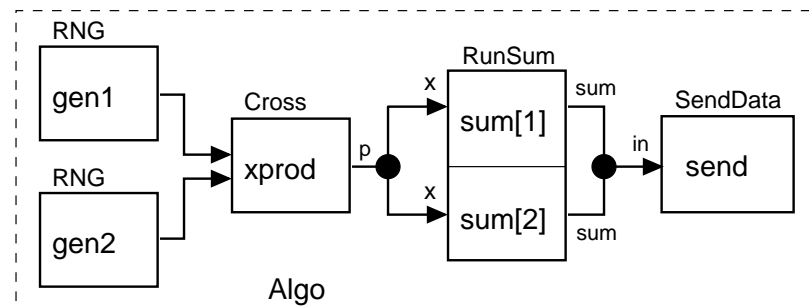 RNG
gen1
RNG
gen2
Cross
xprod
p
x
x
RunSum
sum[1]
sum[2]
sum
sum
in
SendData
send
Algo